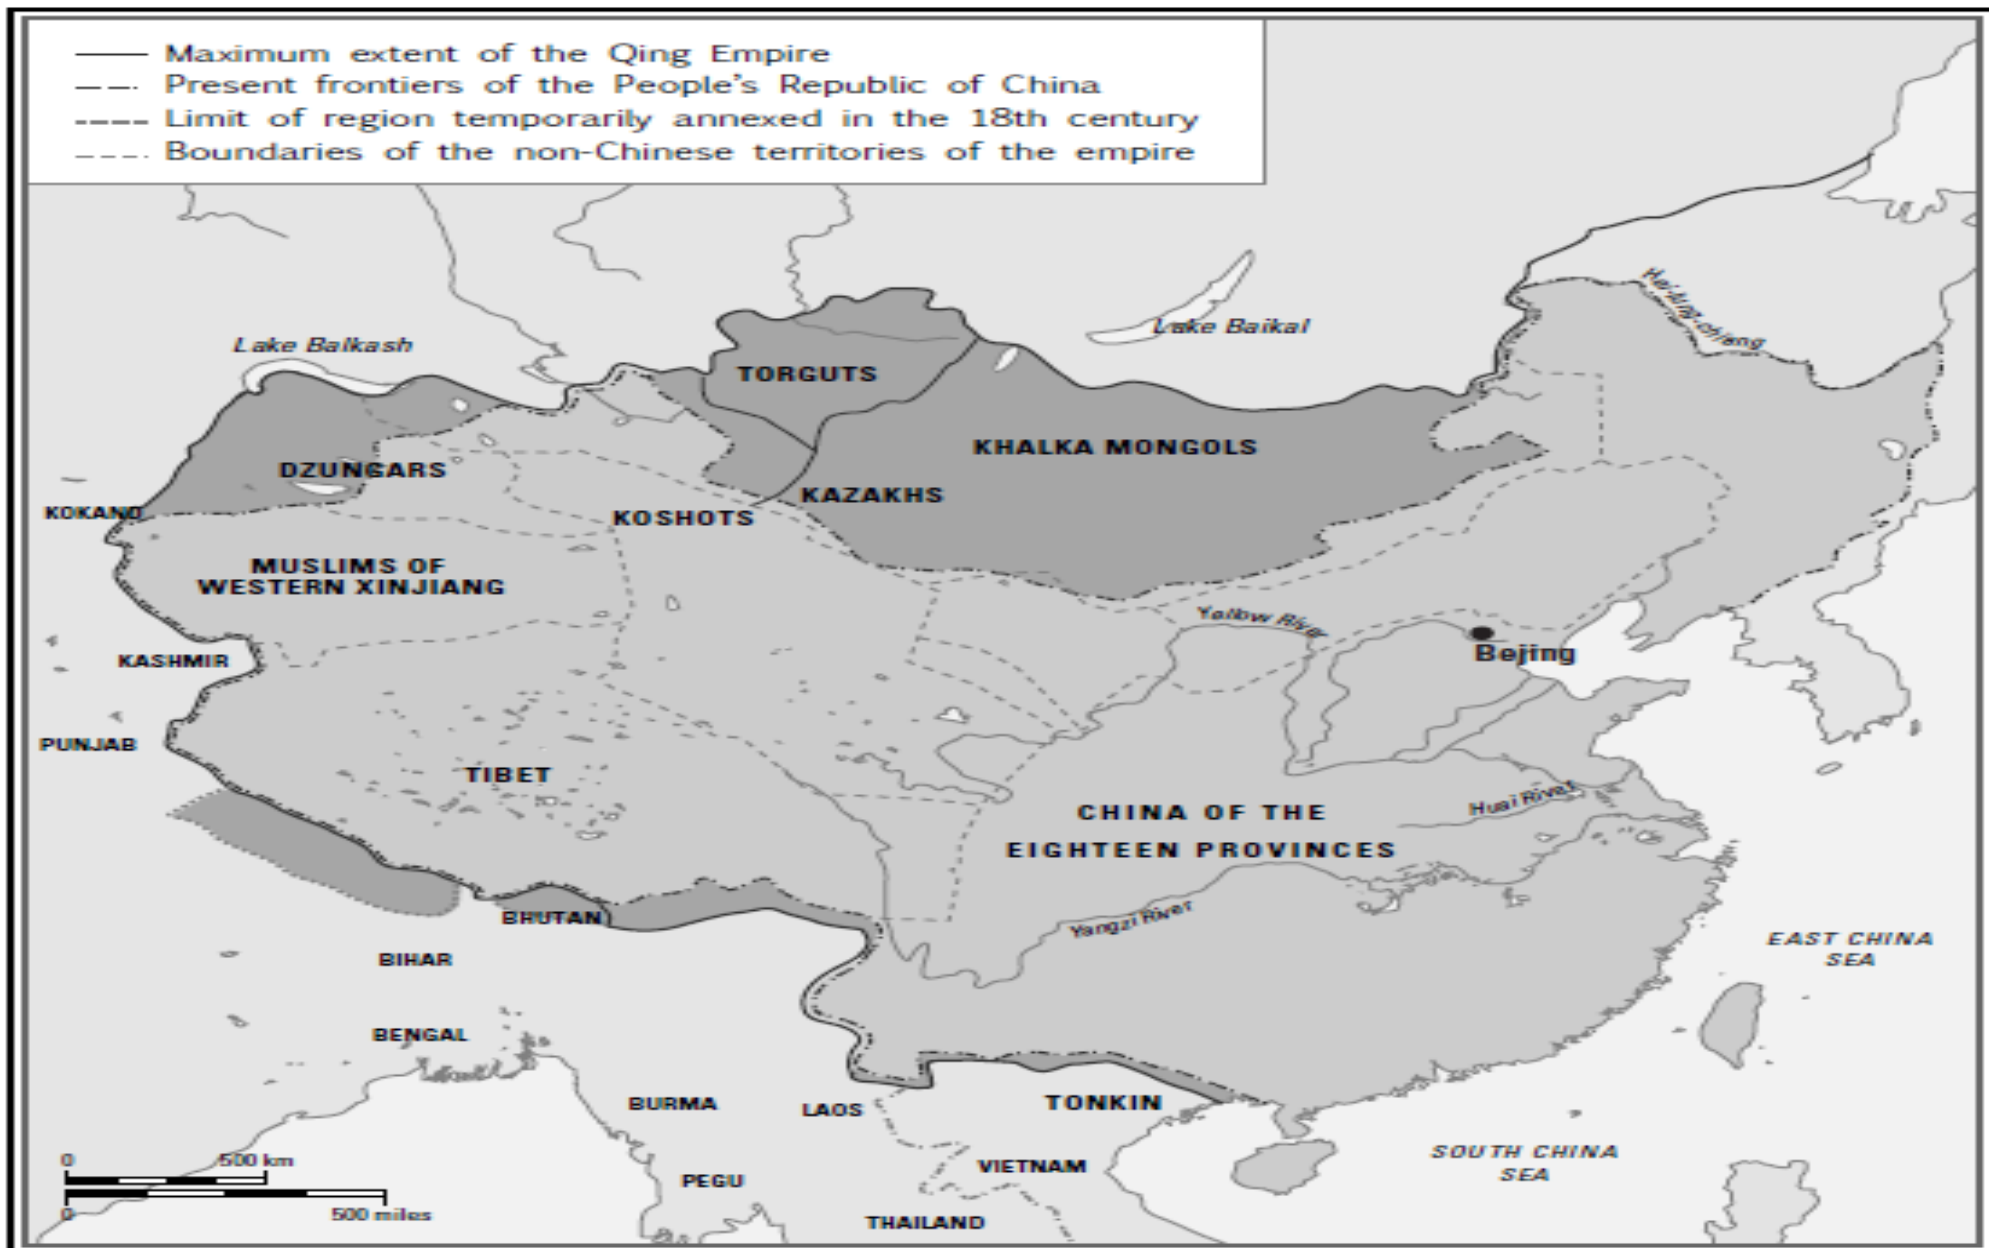 Maximum extent of the Qing Empire
Present frontiers of the People's Republic of China
Limit of region temporarily annexed in the 18th century
Boundaries of the non-Chinese territories of the empire
Hei-lung-chiang
Lake Baikal
Lake Balkash
TORGUTS
KHALKA MONGOLS
DZUNGARS
KAZAKHS
KOKAND
KOSHOTS
MUSLIMS OF
WESTERN XINJIANG
Yellow River
Bejing
KASHMIR
PUNJAB
TIBET
CHINA OF THE
EIGHTEEN PROVINCES
Huai River
Yangzi River
BHUTAN
EAST CHINA
SEA
BIHAR
BENGAL
BURMA
LAOS
TONKIN
SOUTH CHINA
SEA
VIETNAM
PEGU
THAILAND
0 500 km
0 500 miles